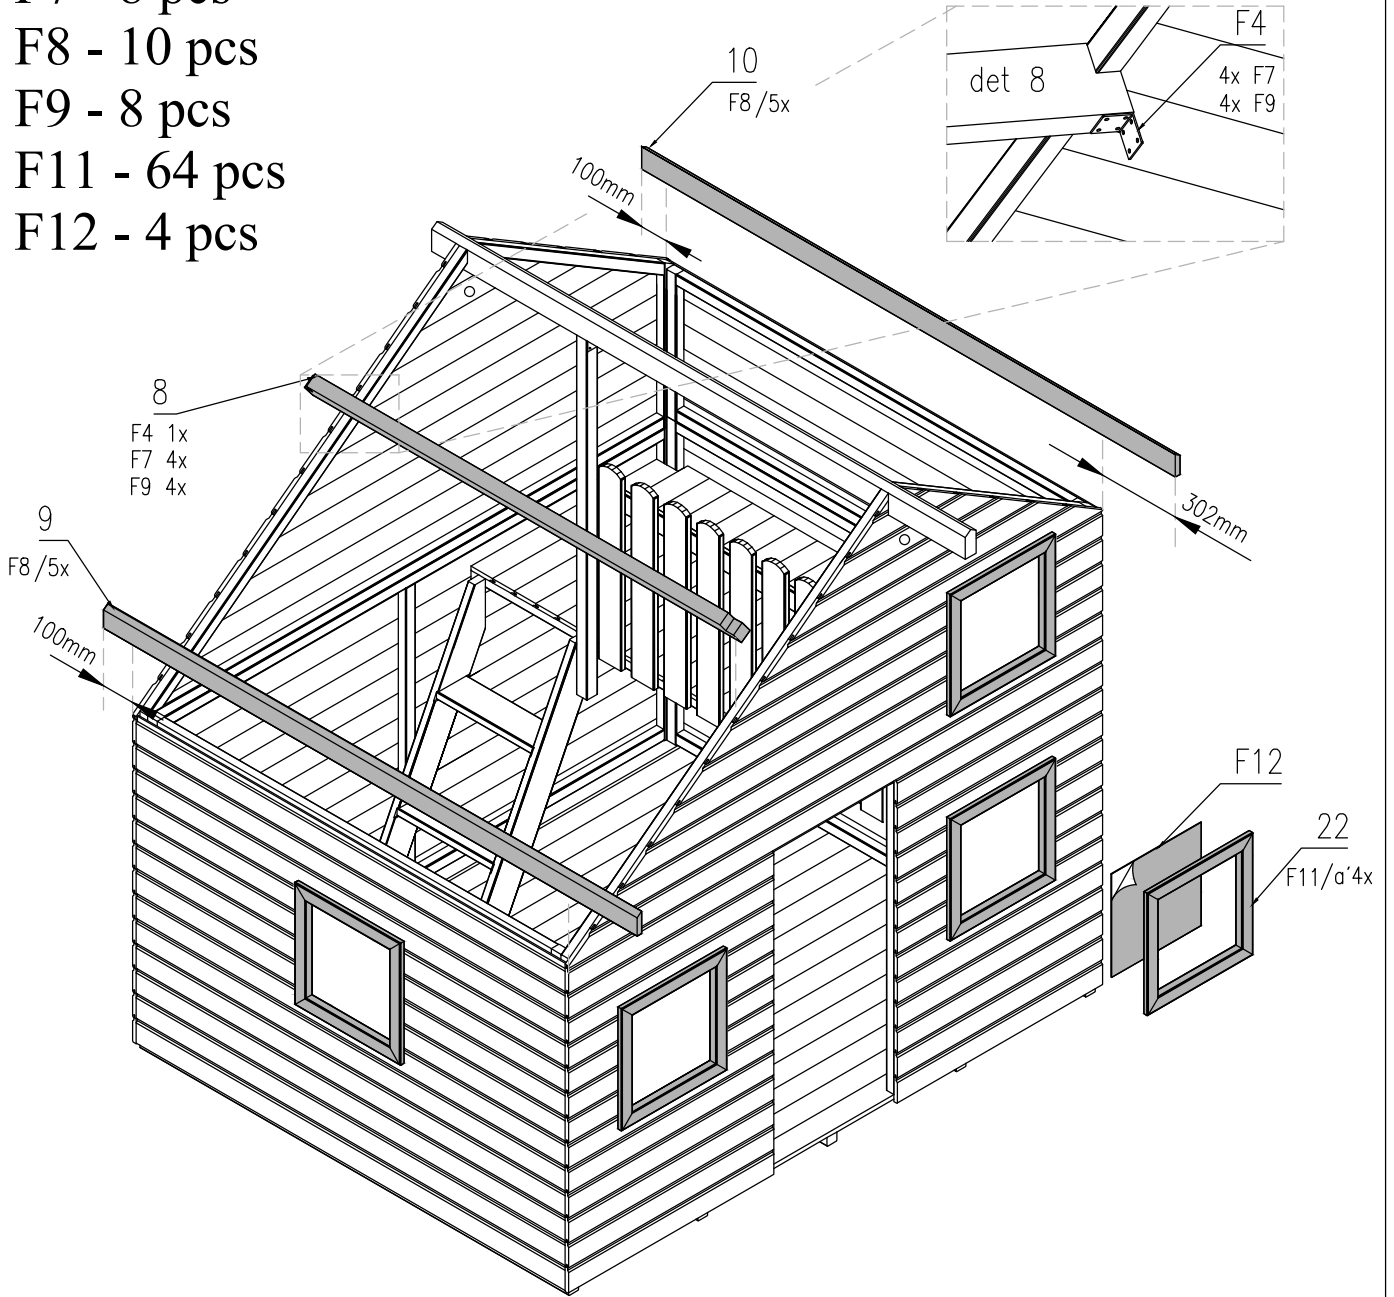 F8 - 10 pcs
F9 - 8 pcs
F11 - 64 pcs
F12 - 4 pcs
10
F8/5x
F4
det 8
4x F7
4x F9
100mm
8
F4 1x
F7 4x
F9 4x
302mm
9
F8/5x
100mm
F12
22
F11/a'4x